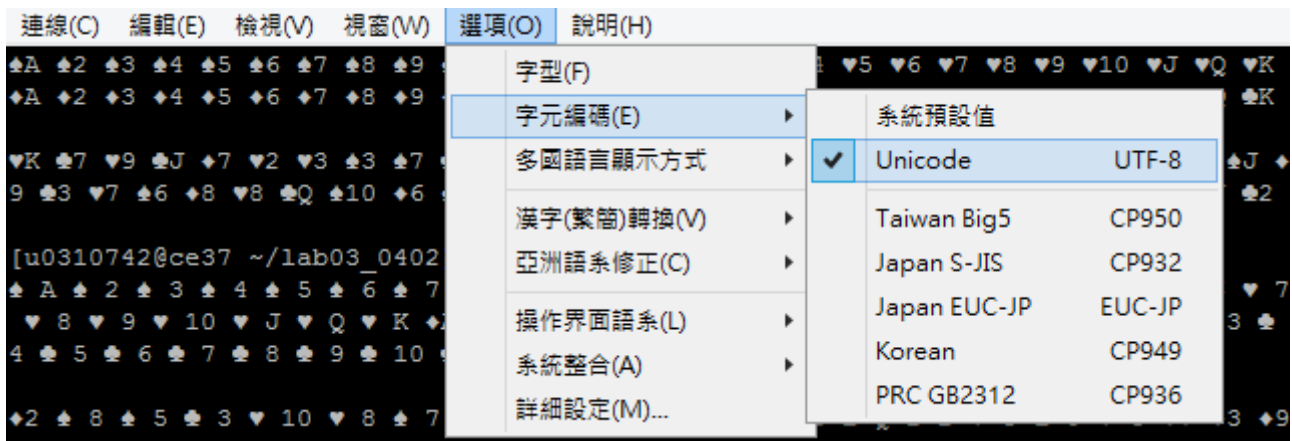 連線(C) 編輯(E) 檢視(V) 視窗(W) 選項(O) 說明(H)
♠A ♠2 ♠3 ♠4 ♠5 ♠6 ♠7 ♠8 ♠9 ♥5 ♥6 ♥7 ♥8 ♥9 ♥10 ♥J ♥Q ♥K
♦A ♦2 ♦3 ♦4 ♦5 ♦6 ♦7 ♦8 ♦9 ♣K
♥K ♣7 ♥9 ♣J ♦7 ♥2 ♥3 ♠3 ♠7 ♠J ♦
9 ♣3 ♥7 ♠6 ♦8 ♥8 ♣Q ♠10 ♦6 ♣2
[u0310742@ce37 ~/lab03_0402
♠ A ♠ 2 ♠ 3 ♠ 4 ♠ 5 ♠ 6 ♠ 7 ♥ 7
♥ 8 ♥ 9 ♥ 10 ♥ J ♥ Q ♥ K ♦ 3 ♣
4 ♣ 5 ♣ 6 ♣ 7 ♣ 8 ♣ 9 ♣ 10
♦2 ♠ 8 ♠ 5 ♣ 3 ♥ 10 ♥ 8 ♠ 7 3 ♦9
字型(F)
字元編碼(E)
多國語言顯示方式
漢字(繁簡)轉換(V)
亞洲語系修正(C)
操作界面語系(L)
系統整合(A)
詳細設定(M)...
系統預設值
Unicode UTF-8
Taiwan Big5 CP950
Japan S-JIS CP932
Japan EUC-JP EUC-JP
Korean CP949
PRC GB2312 CP936